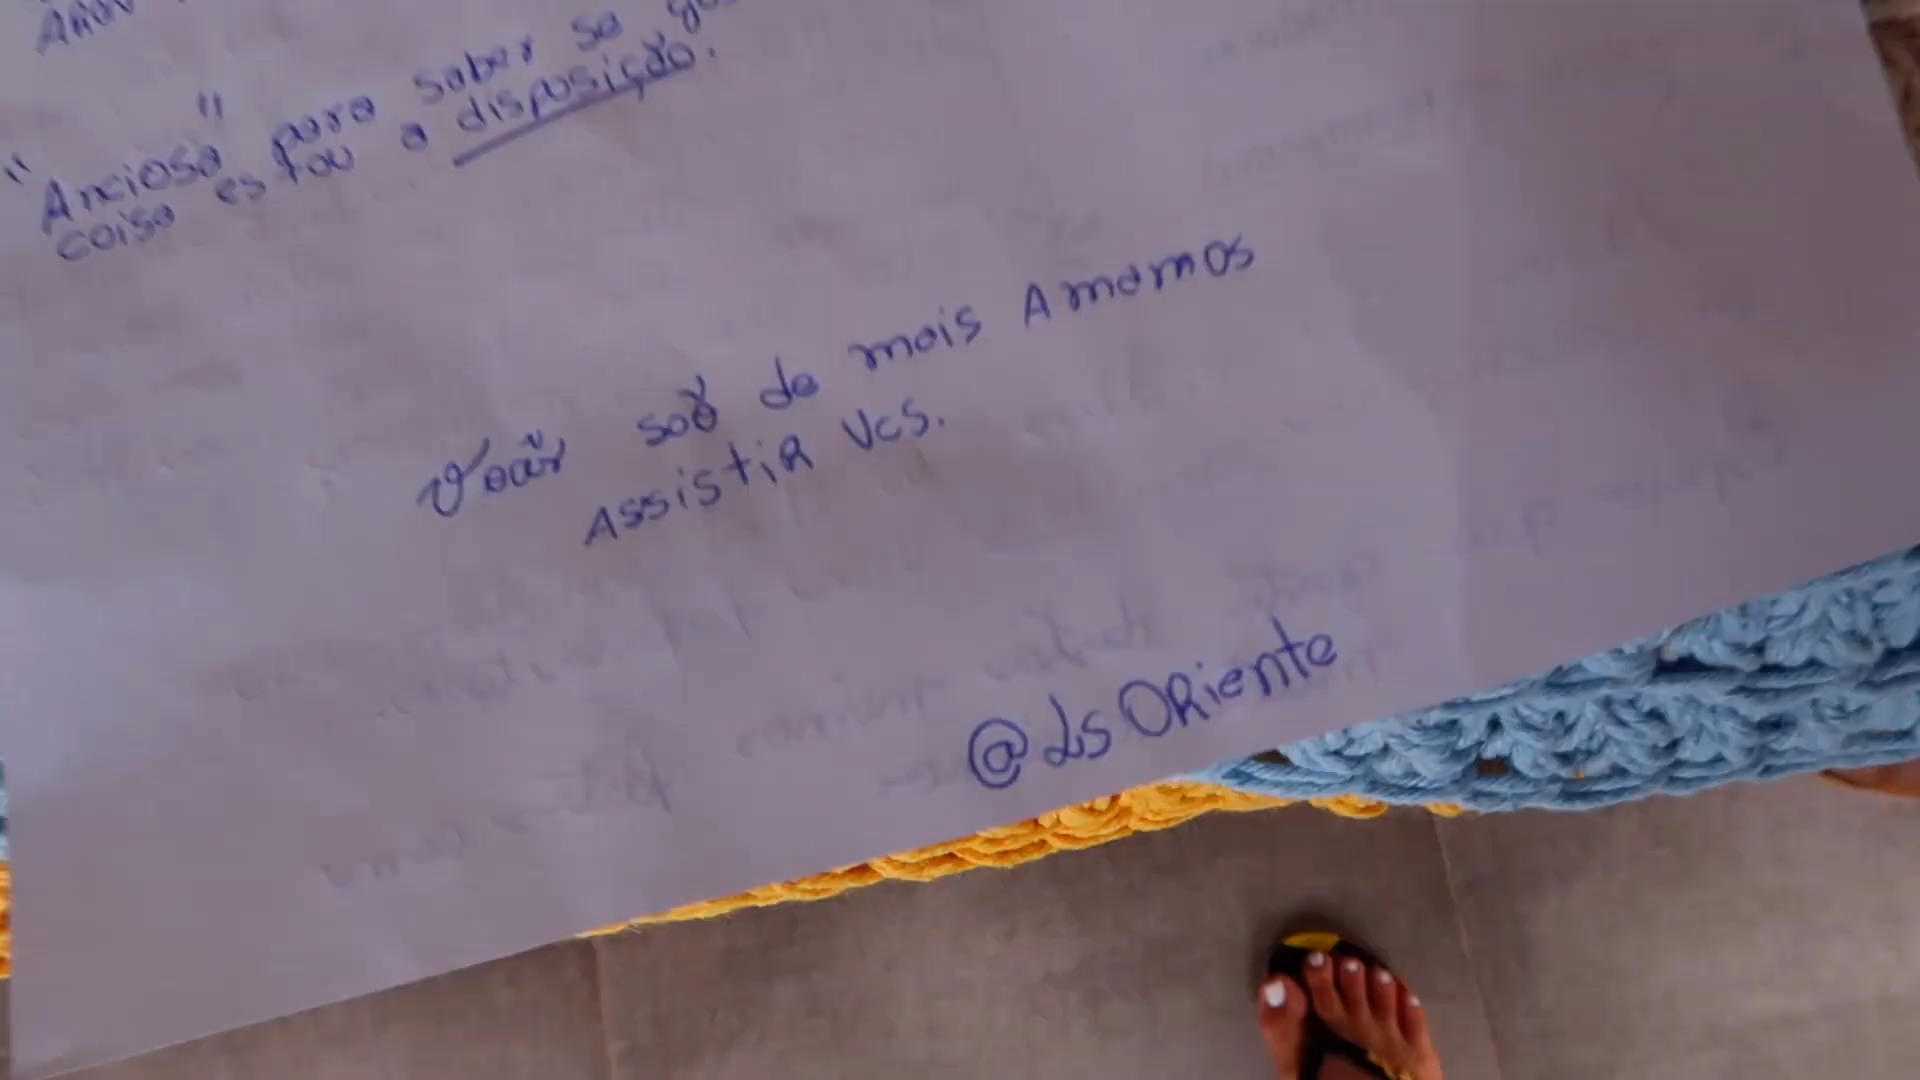 "Anciosa" para saber se
coisa estou a disposição.
Vocês são de mais Amamos
Assistir Vcs.
@LsOriente